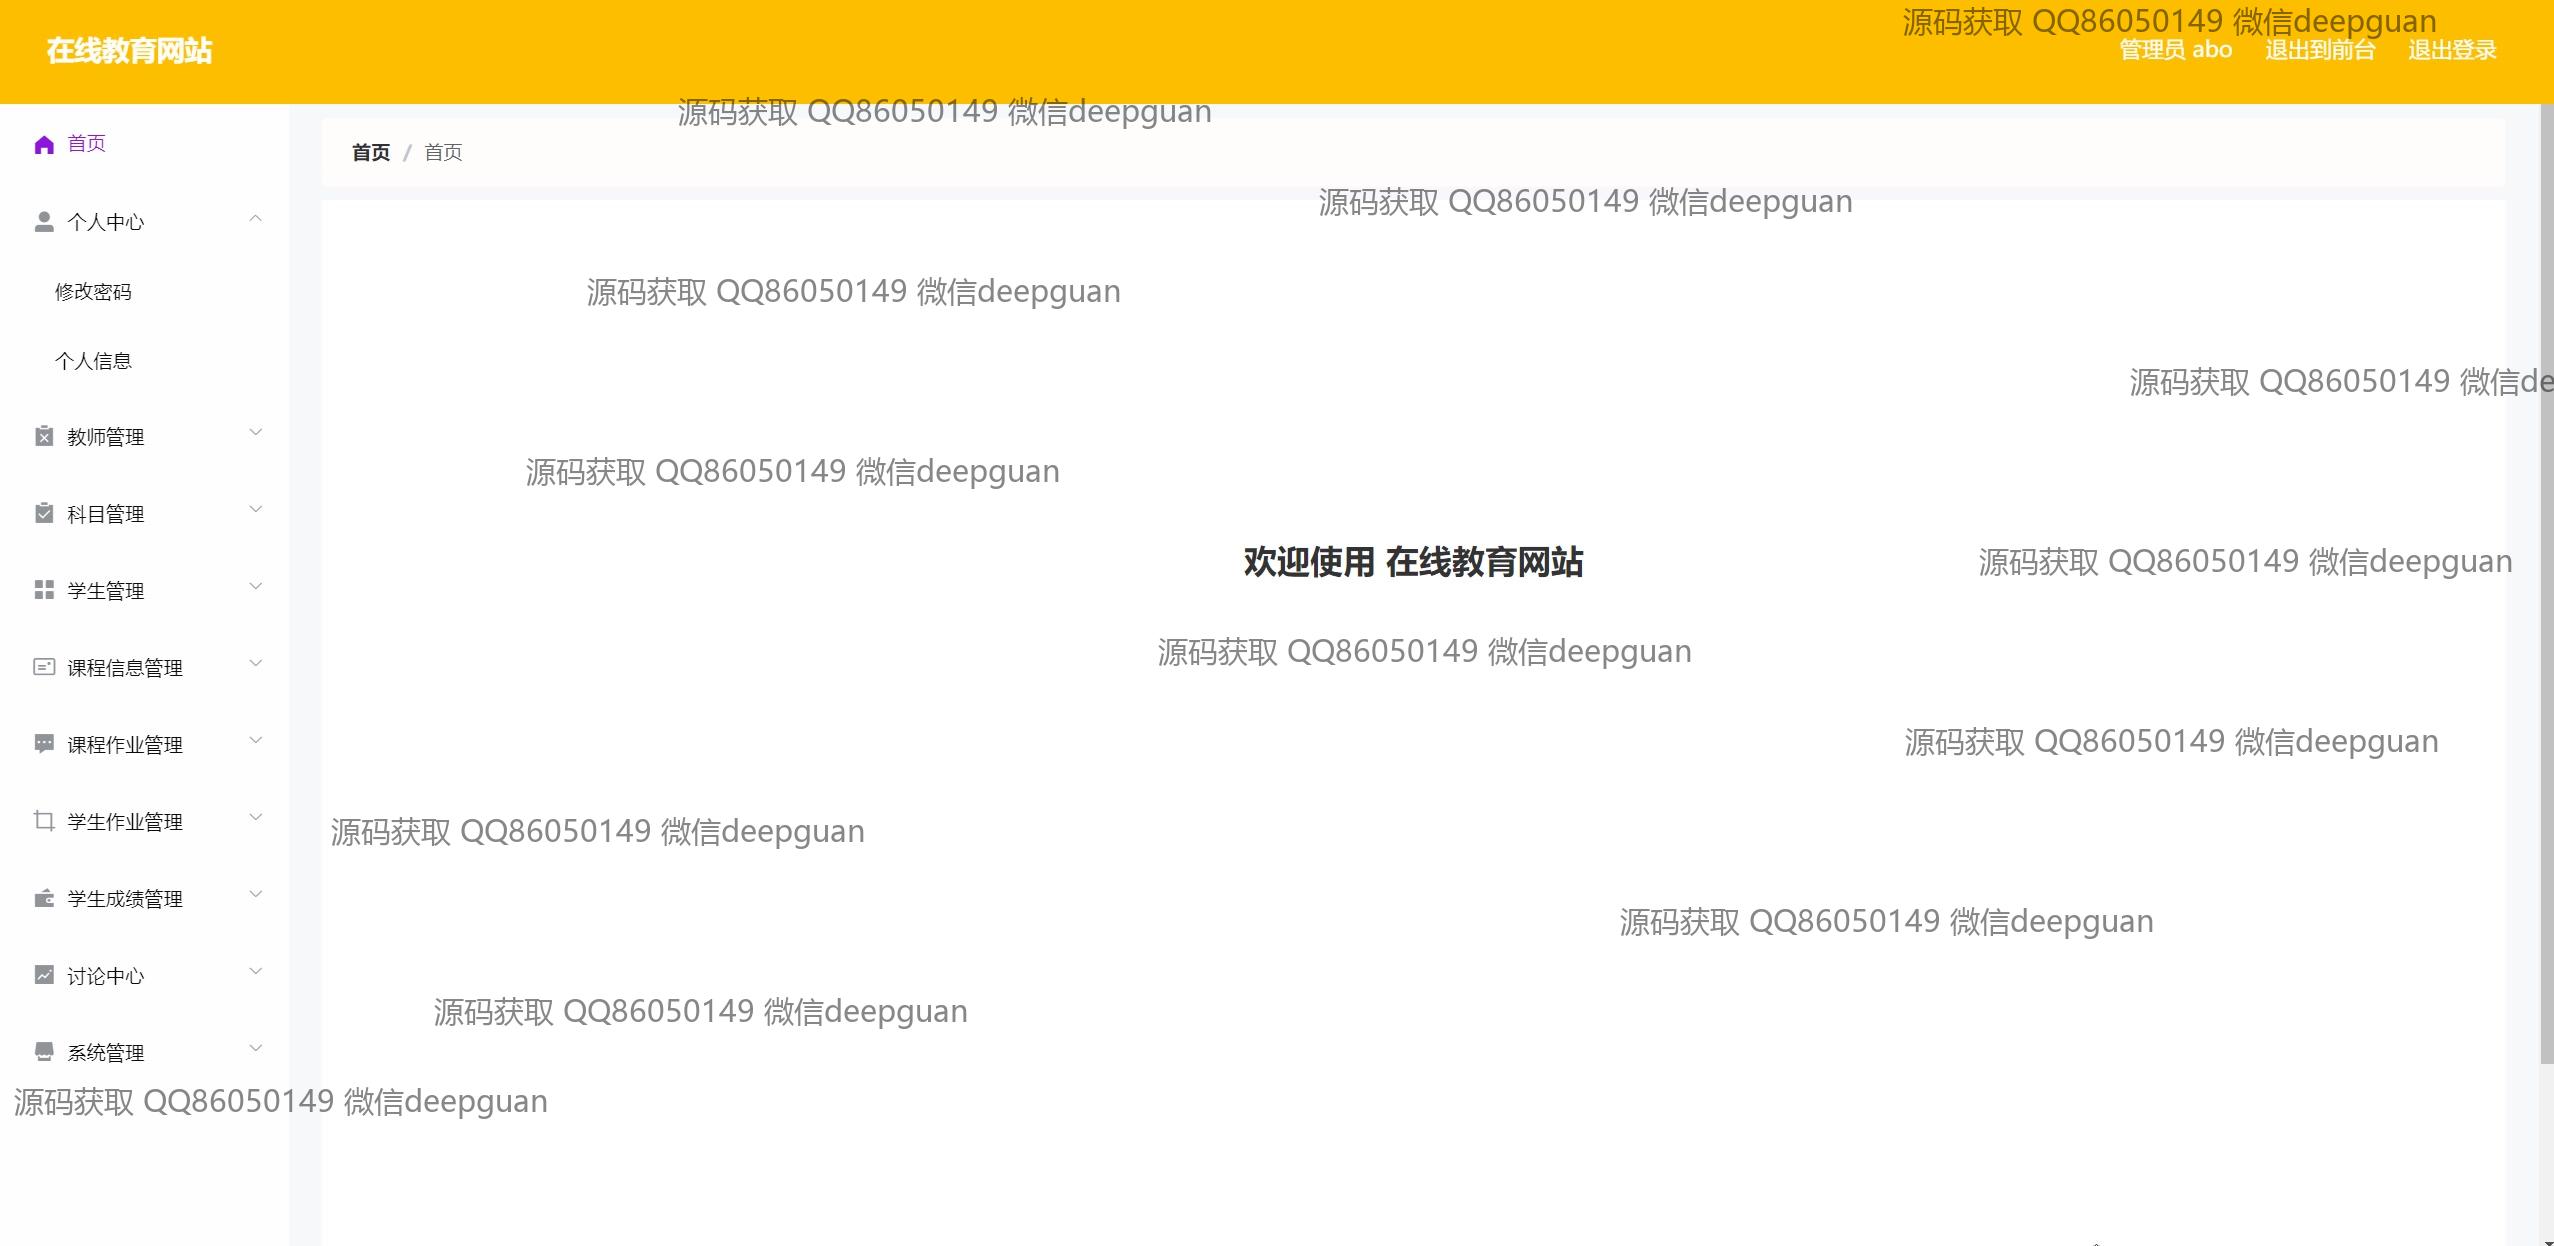 源码获取 QQ86050149 微信deepguan
在线教育网站
管理员 abo 退出到前台 退出登录
源码获取 QQ86050149 微信deepguan
首页
首页 / 首页
源码获取 QQ86050149 微信deepguan
个人中心
修改密码
源码获取 QQ86050149 微信deepguan
个人信息
源码获取 QQ86050149 微信de
教师管理
源码获取 QQ86050149 微信deepguan
科目管理
欢迎使用 在线教育网站
源码获取 QQ86050149 微信deepguan
学生管理
源码获取 QQ86050149 微信deepguan
课程信息管理
课程作业管理
源码获取 QQ86050149 微信deepguan
学生作业管理
源码获取 QQ86050149 微信deepguan
学生成绩管理
源码获取 QQ86050149 微信deepguan
讨论中心
源码获取 QQ86050149 微信deepguan
系统管理
源码获取 QQ86050149 微信deepguan